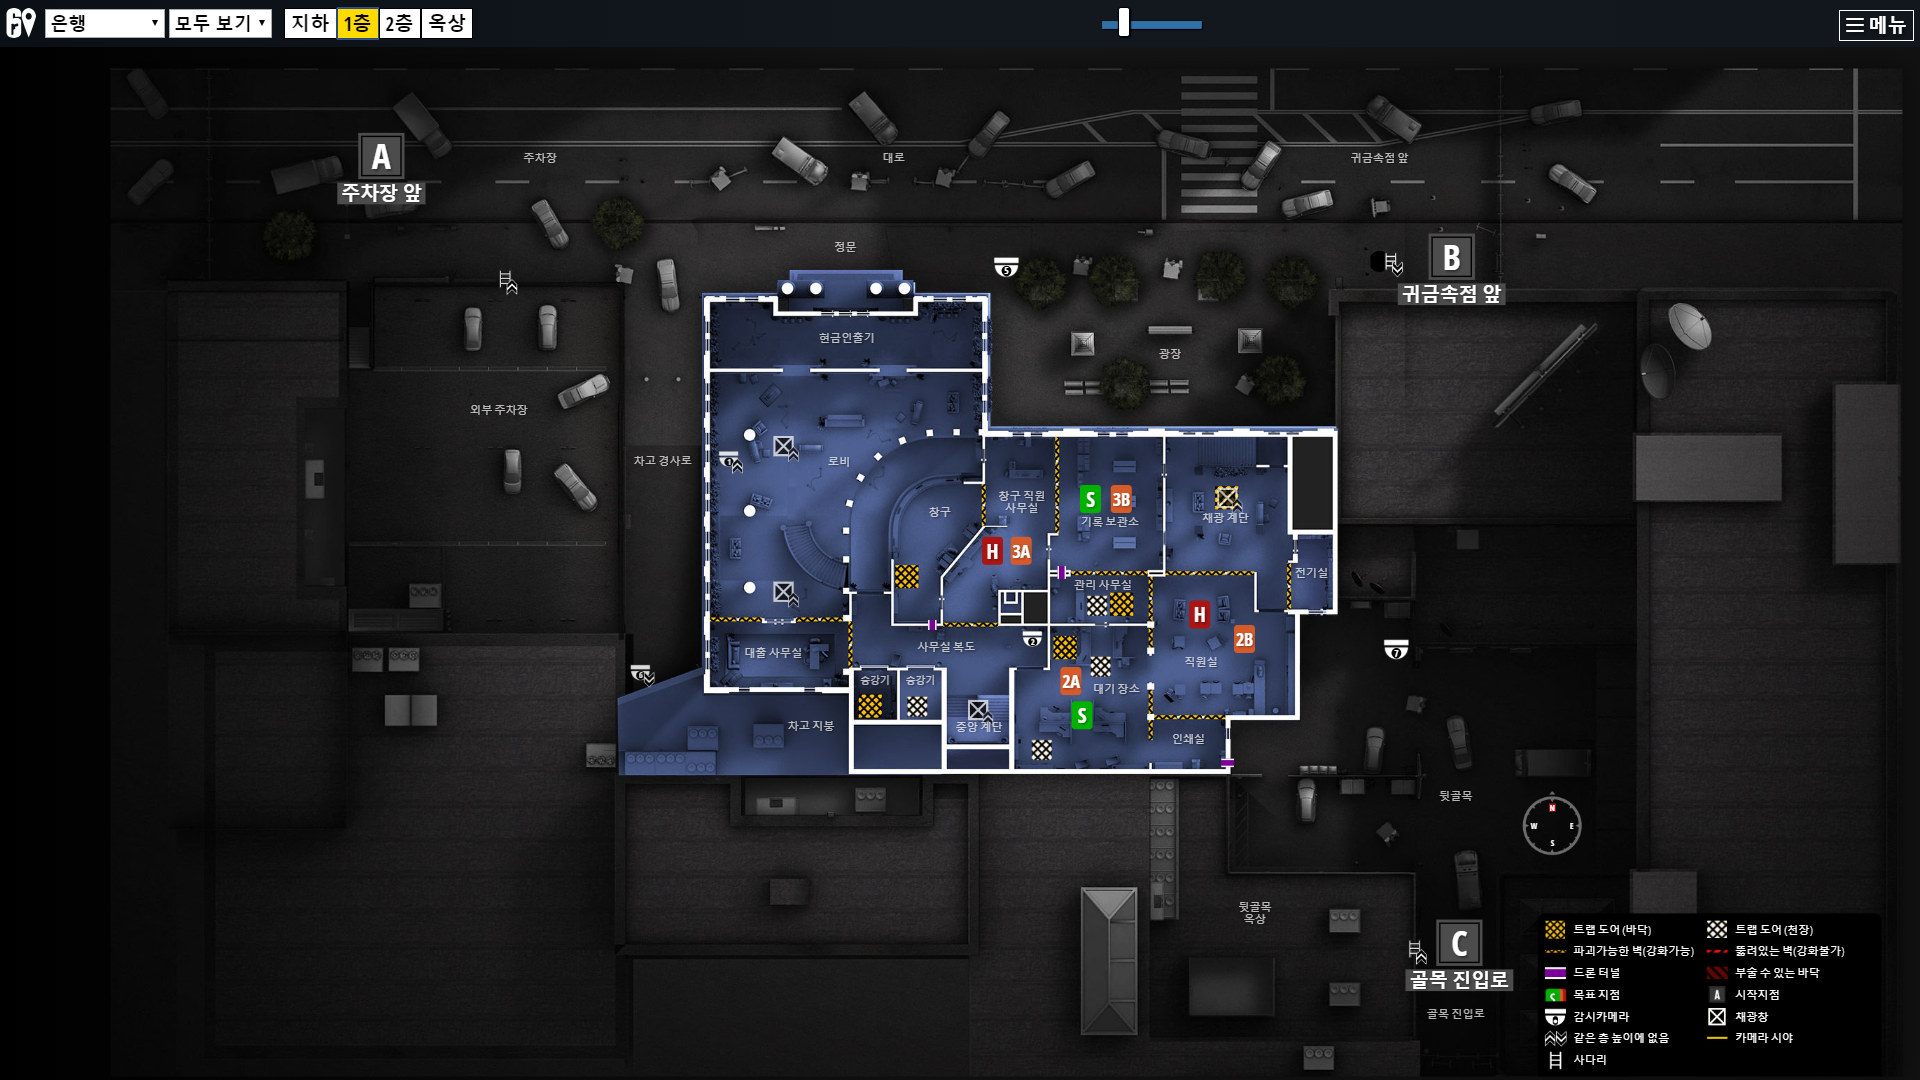 은행
모두 보기
지하
1층
2층
옥상
메뉴
A
주차장 앞
주차장
대로
귀금속점 앞
B
귀금속점 앞
정문
5
현금인출기
광장
외부 주차장
차고 경사로
1
로비
창구
창구 직원
사무실
S
3B
기록 보관소
채광 계단
H
3A
전기실
관리 사무실
H
2B
직원실
대출 사무실
사무실 복도
2
7
6
승강기
승강기
2A
대기 장소
S
차고 지붕
중앙 계단
인쇄실
뒷골목
N
W
E
S
뒷골목
옥상
C
골목 진입로
골목 진입로
트랩 도어 (바닥)
트랩 도어 (천장)
파괴가능한 벽(강화가능)
뚫려있는 벽(강화불가)
드론 터널
부술 수 있는 바닥
S
목표 지점
A
시작지점
감시카메라
채광창
같은 층 높이에 없음
카메라 시야
사다리